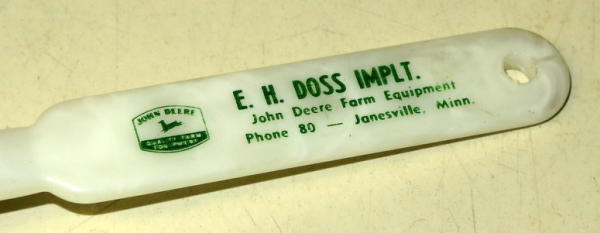 JOHN DEERE
QUALITY FARM
EQUIPMENT
E. H. DOSS IMPLT.
John Deere Farm Equipment
Phone 80 — Janesville, Minn.